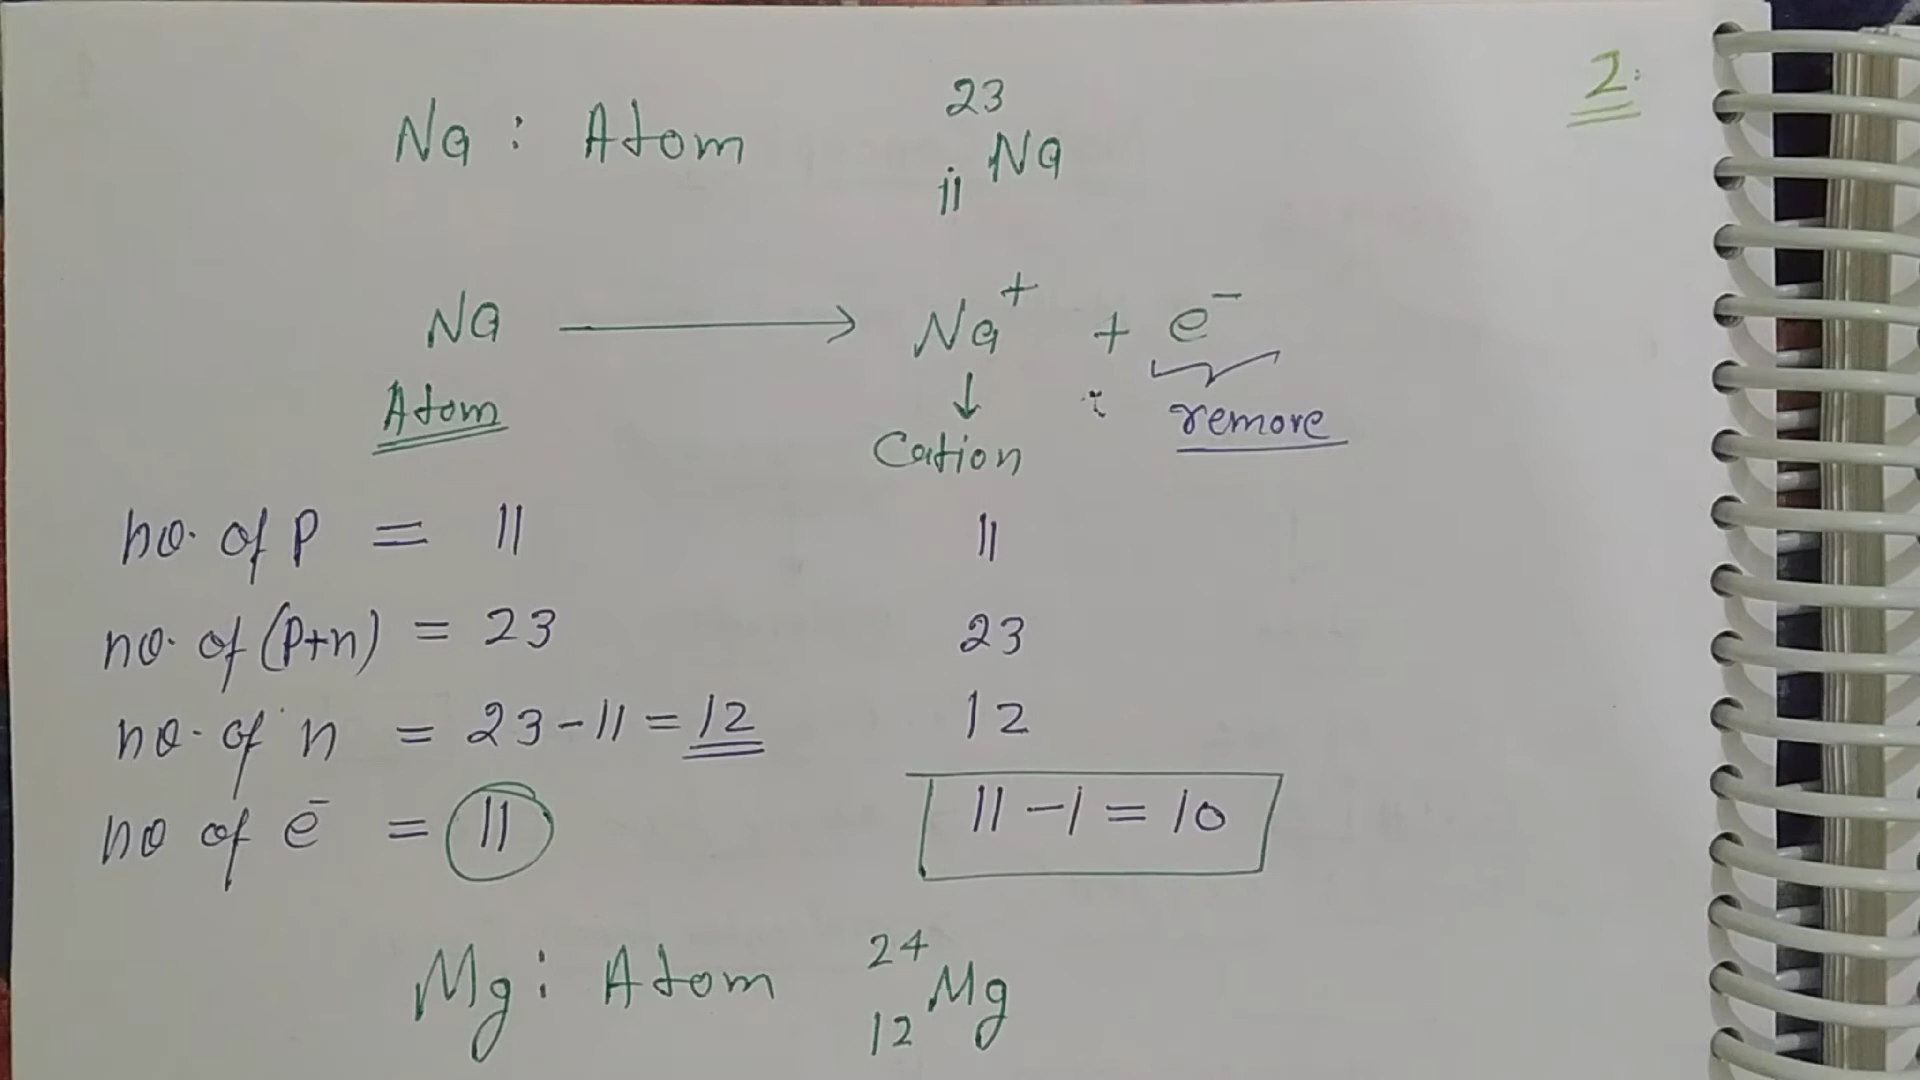 2.
Na : Atom ²³₁₁Na
Na ⟶ Na⁺ + e⁻
Atom ↓ remove
Cation
no. of P = 11 11
no. of (P+n) = 23 23
no. of n = 23 - 11 = 12 12
no of e⁻ = 11 11 - 1 = 10
Mg : Atom ²⁴₁₂Mg